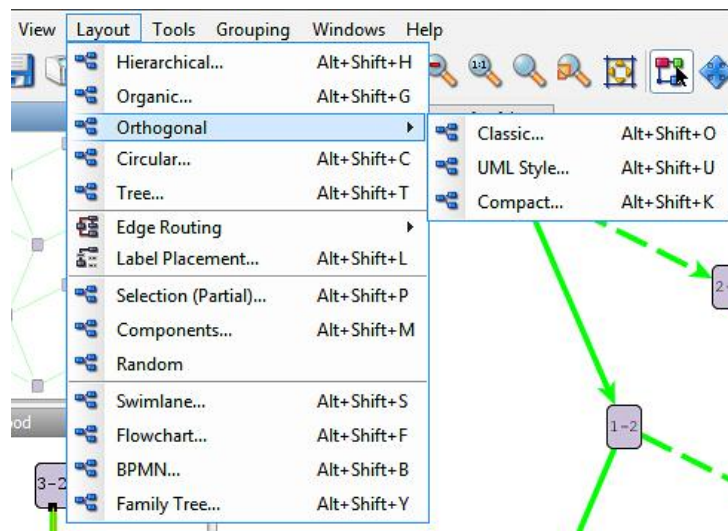 View Layout Tools Grouping Windows Help
Hierarchical... Alt+Shift+H
1:1
Organic... Alt+Shift+G
Orthogonal
Classic... Alt+Shift+O
Circular... Alt+Shift+C
UML Style... Alt+Shift+U
Tree... Alt+Shift+T
Compact... Alt+Shift+K
Edge Routing
Label Placement... Alt+Shift+L
Selection (Partial)... Alt+Shift+P
Components... Alt+Shift+M
Random
Swimlane... Alt+Shift+S
Flowchart... Alt+Shift+F
1-2
BPMN... Alt+Shift+B
3-2
Family Tree... Alt+Shift+Y